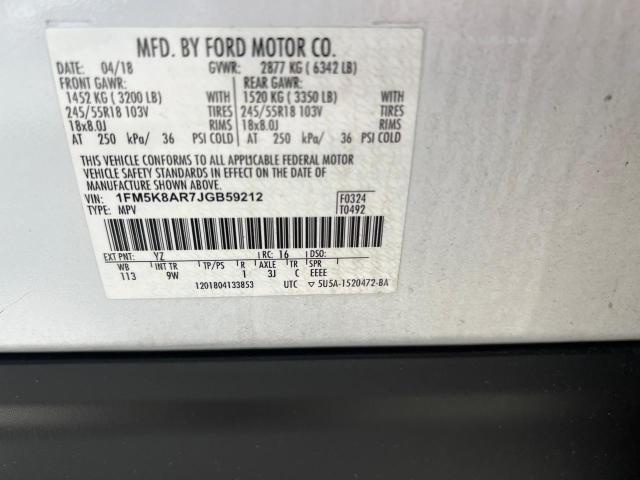 MFD. BY FORD MOTOR CO.
DATE: 04/18 GVWR: 2877 KG ( 6342 LB)
FRONT GAWR: REAR GAWR:
1452 KG ( 3200 LB) WITH 1520 KG ( 3350 LB) WITH
245/55R18 103V TIRES 245/55R18 103V TIRES
18x8.0J RIMS 18x8.0J RIMS
AT 250 kPa/ 36 PSI COLD AT 250 kPa/ 36 PSI COLD
THIS VEHICLE CONFORMS TO ALL APPLICABLE FEDERAL MOTOR
VEHICLE SAFETY STANDARDS IN EFFECT ON THE DATE OF
MANUFACTURE SHOWN ABOVE.
VIN: 1FM5K8AR7JGB59212 F0324
TYPE: MPV T0492
EXT PNT: YZ RC: 16 DSO:
WB INT TR TP/PS R AXLE TR SPR
113 9W 1 3J C EEEE
1201804133853 UTC ▽ 5U5A-1520472-BA